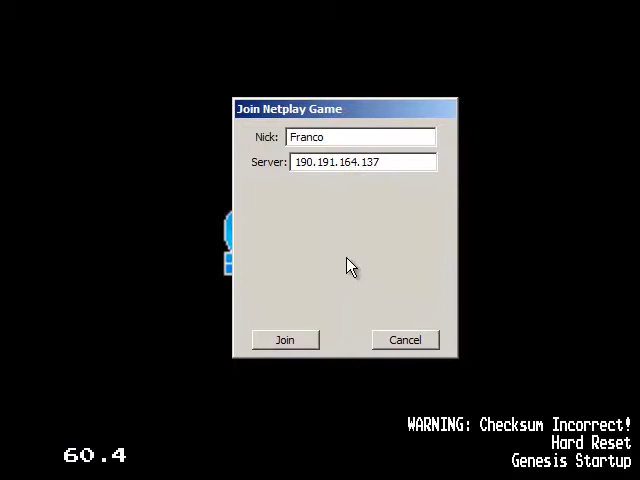 Join Netplay Game
Nick: Franco
Server: 190.191.164.137
Join Cancel
WARNING: Checksum Incorrect!
Hard Reset
60.4 Genesis Startup